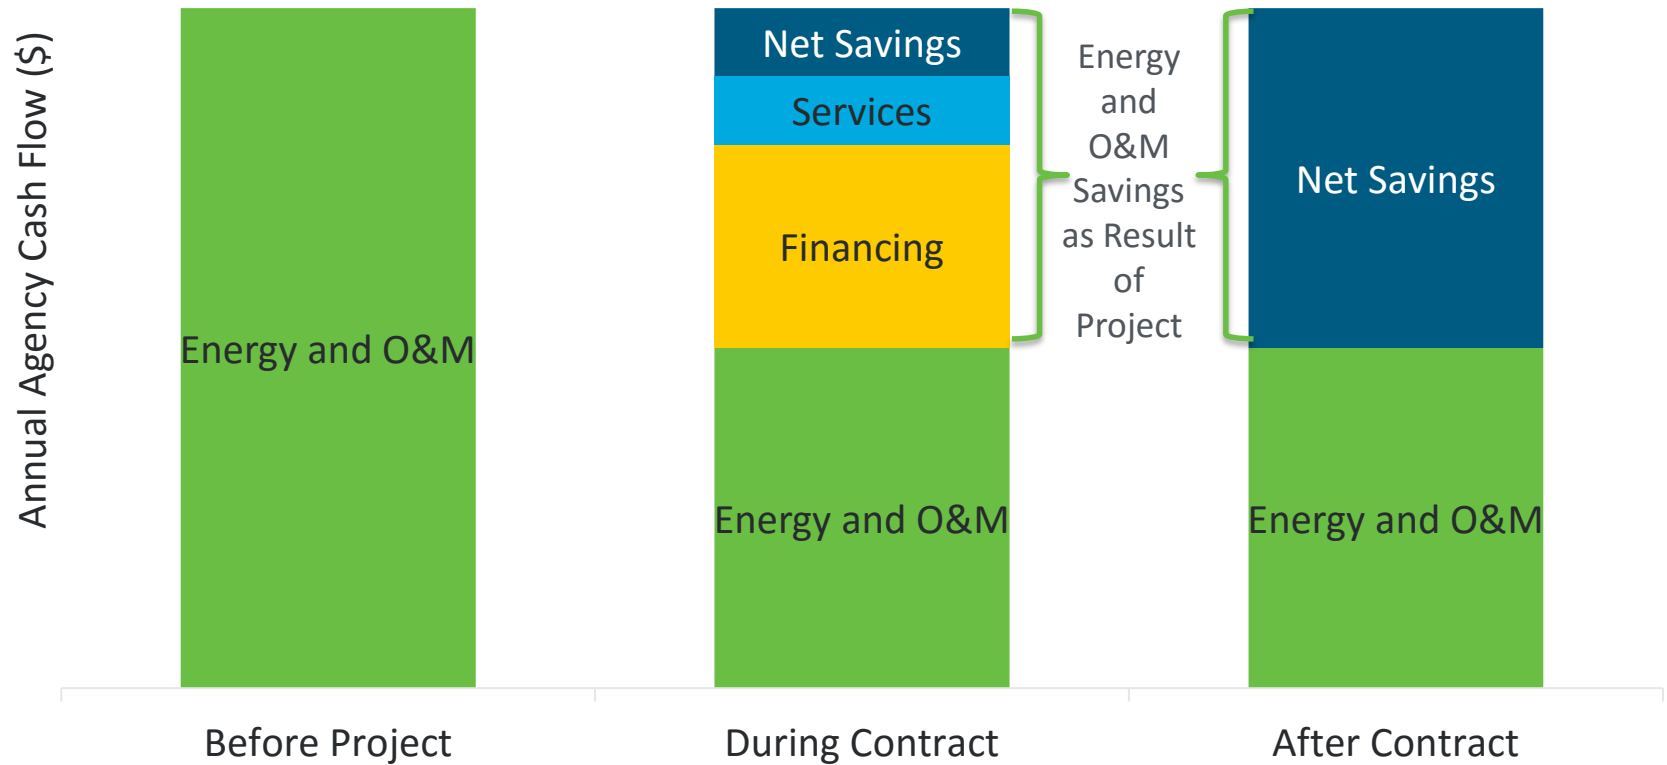 Annual Agency Cash Flow ($)
Energy and O&M
Net Savings
Services
Financing
Energy and O&M
Energy
and
O&M
Savings
as Result
of
Project
Net Savings
Energy and O&M
Before Project
During Contract
After Contract